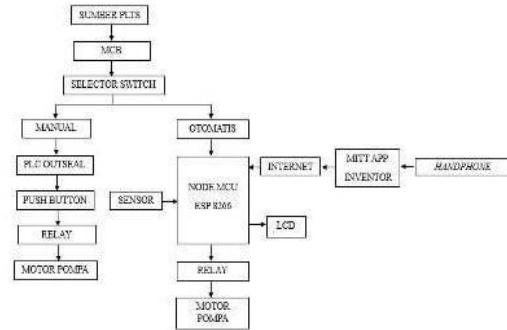 SUMBER PLTS
MCB
SELECTOR SWITCH
MANUAL
OTOMATIS
PLC OUTSEAL
PUSH BUTTON
RELAY
MOTOR POMPA
SENSOR
NODE MCU
ESP 8266
INTERNET
MITT APP
INVENTOR
HANDPHONE
LCD
RELAY
MOTOR
POMPA